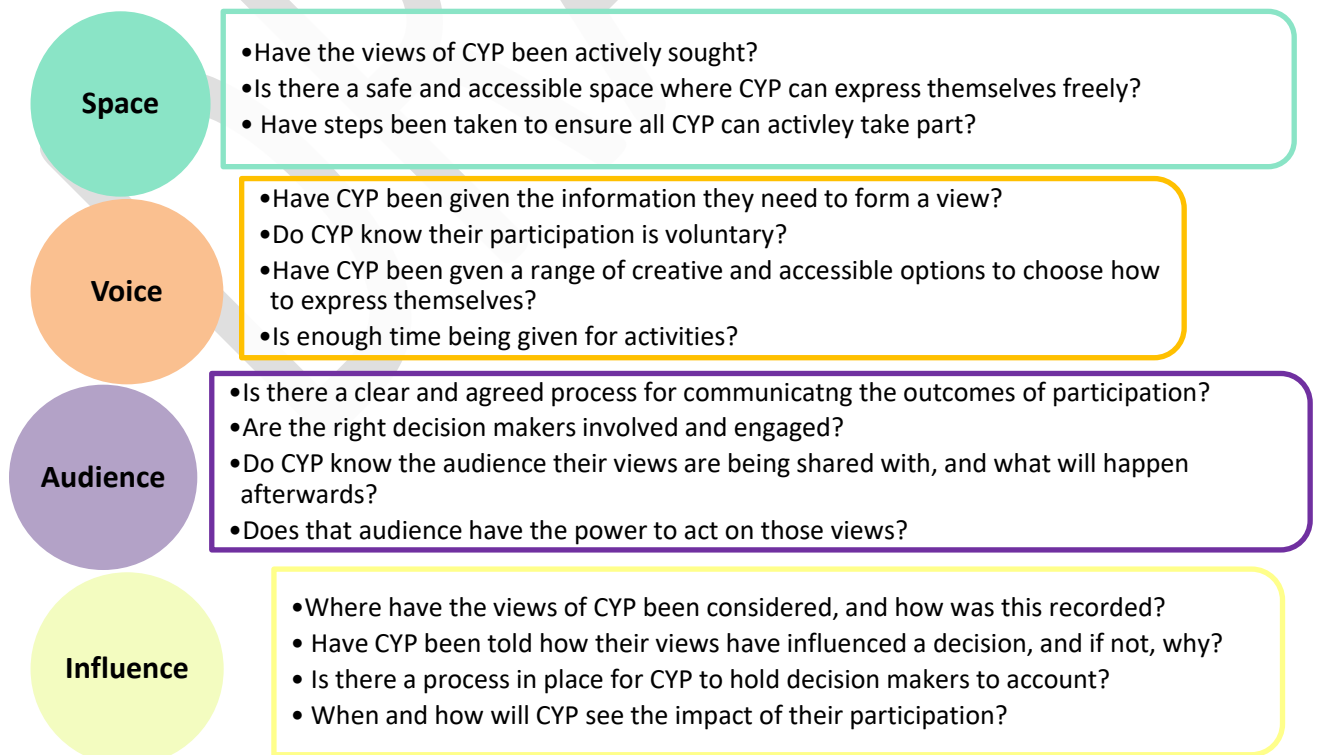 Space
•Have the views of CYP been actively sought?
•Is there a safe and accessible space where CYP can express themselves freely?
• Have steps been taken to ensure all CYP can activley take part?
Voice
•Have CYP been given the information they need to form a view?
•Do CYP know their participation is voluntary?
•Have CYP been gven a range of creative and accessible options to choose how
to express themselves?
•Is enough time being given for activities?
Audience
•Is there a clear and agreed process for communicatng the outcomes of participation?
•Are the right decision makers involved and engaged?
•Do CYP know the audience their views are being shared with, and what will happen
afterwards?
•Does that audience have the power to act on those views?
Influence
•Where have the views of CYP been considered, and how was this recorded?
• Have CYP been told how their views have influenced a decision, and if not, why?
• Is there a process in place for CYP to hold decision makers to account?
• When and how will CYP see the impact of their participation?